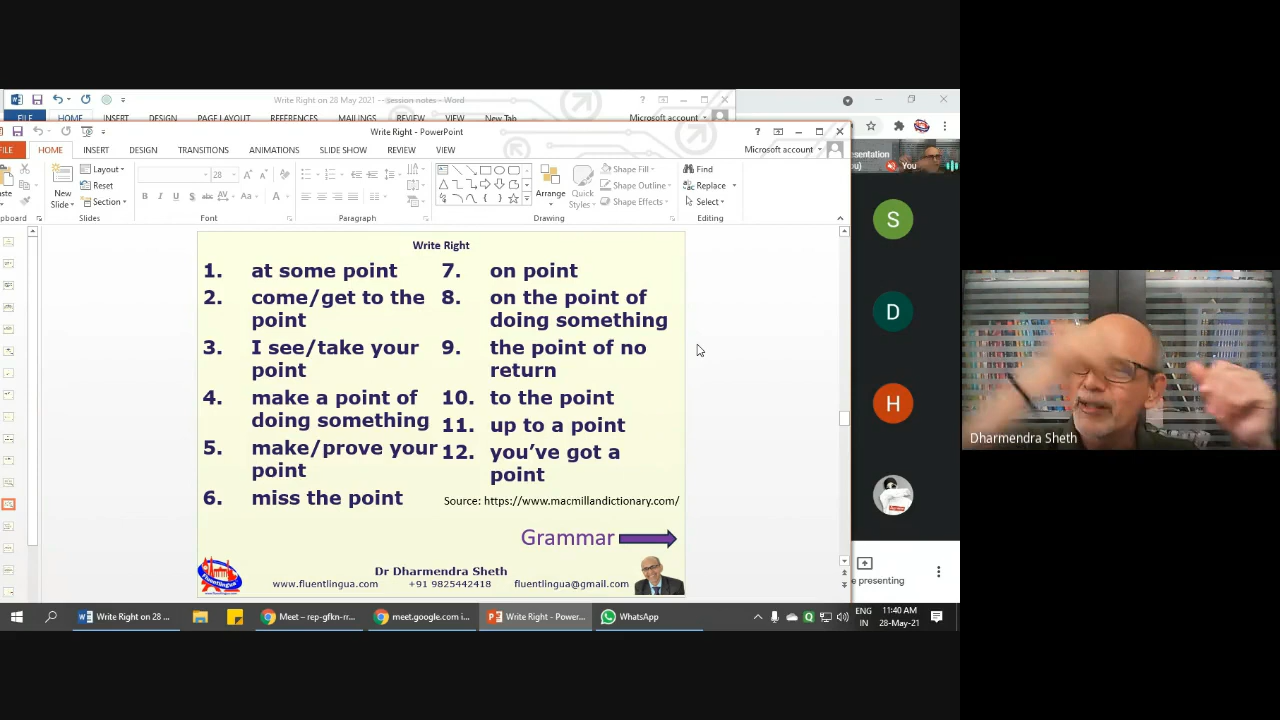 Write Right on 28 May 2021 -- session notes - Word
FILE HOME INSERT DESIGN PAGE LAYOUT REFERENCES MAILINGS REVIEW VIEW New Tab Microsoft account
Write Right - PowerPoint
HOME INSERT DESIGN TRANSITIONS ANIMATIONS SLIDE SHOW REVIEW VIEW Microsoft account
New Slide
Layout
Reset
Section
28
Slides Font Paragraph Drawing Editing
Arrange
Quick Styles
Shape Fill
Shape Outline
Shape Effects
Find
Replace
Select
You
S
D
H
Write Right
1. at some point
2. come/get to the
point
3. I see/take your
point
4. make a point of
doing something
5. make/prove your
point
6. miss the point
7. on point
8. on the point of
doing something
9. the point of no
return
10. to the point
11. up to a point
12. you've got a
point
Source: https://www.macmillandictionary.com/
Grammar
Dr Dharmendra Sheth
www.fluentlingua.com +91 9825442418 fluentlingua@gmail.com
Dharmendra Sheth
presenting
Write Right on 28 ...
Meet – rep-gfkn-rr...
meet.google.com i...
Write Right - Power...
WhatsApp
ENG
IN
11:40 AM
28-May-21